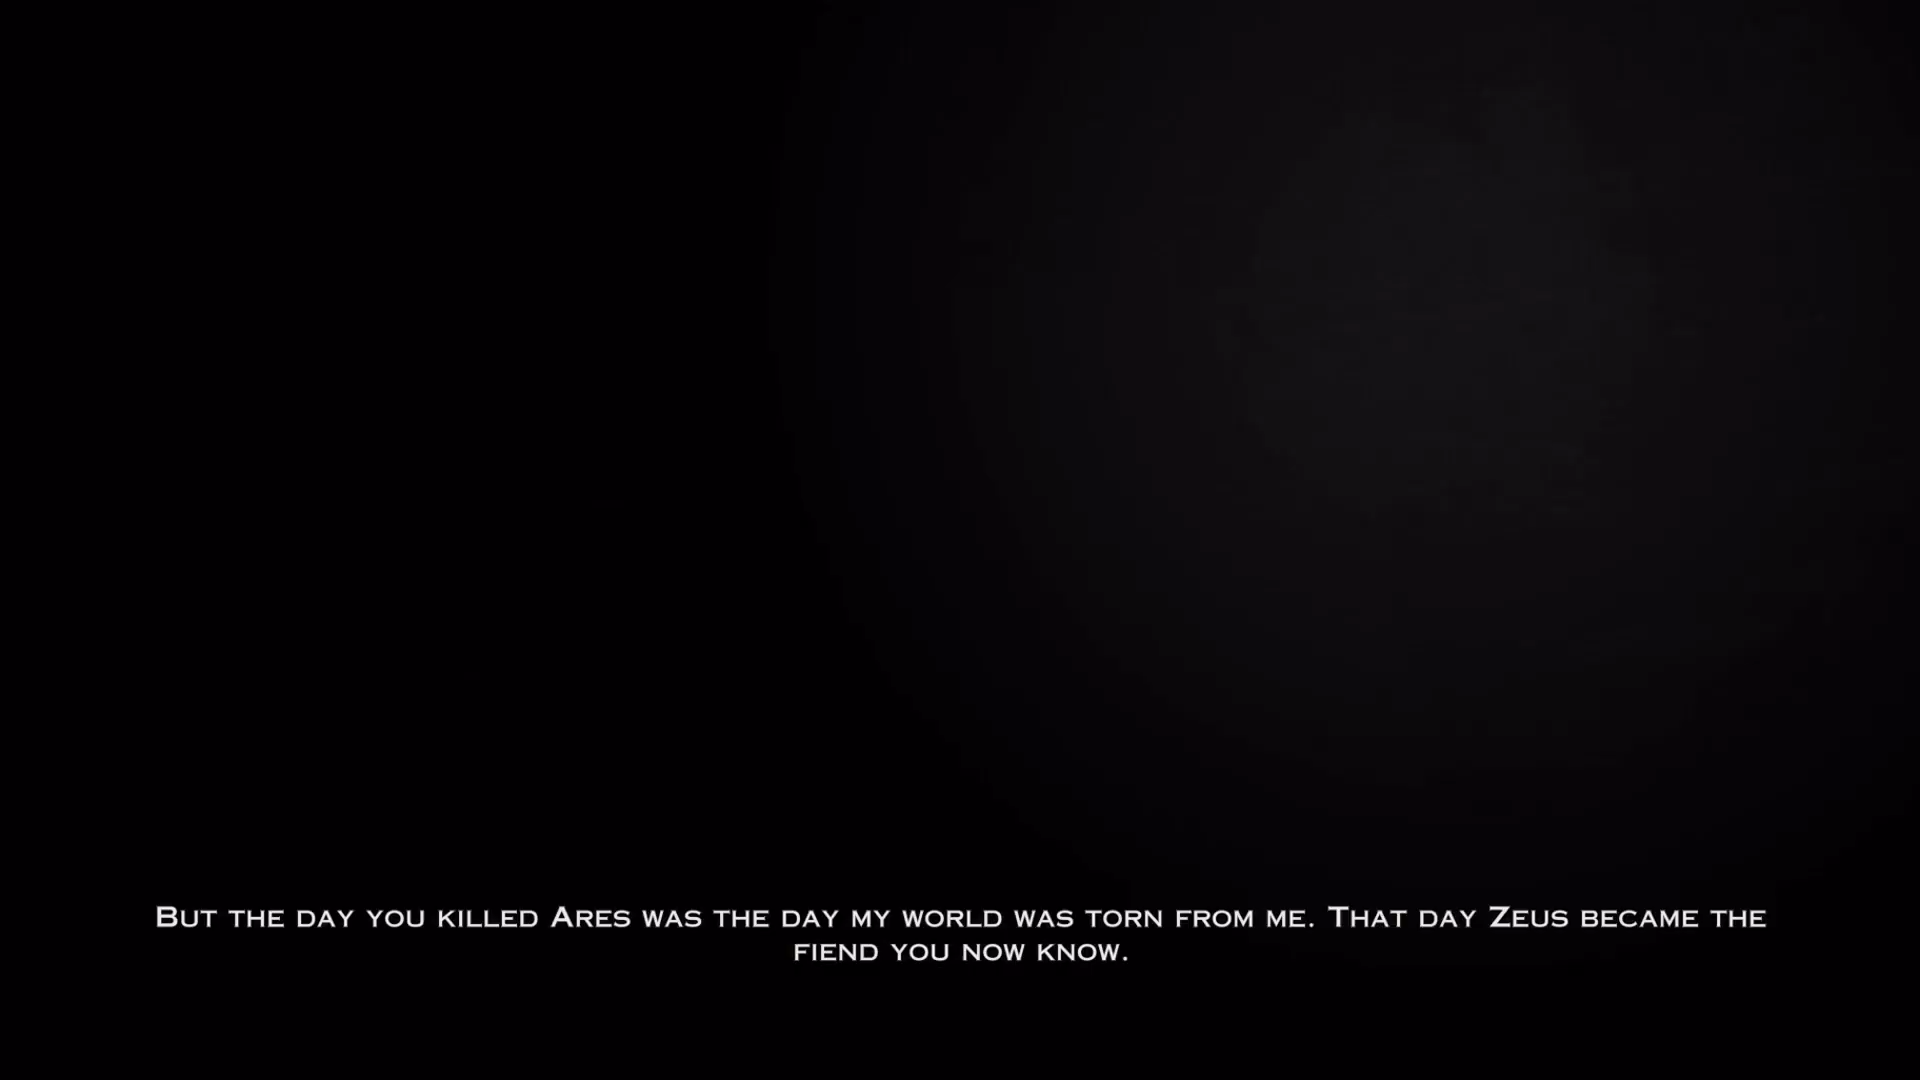 But the day you killed Ares was the day my world was torn from me. That day Zeus became the
fiend you now know.